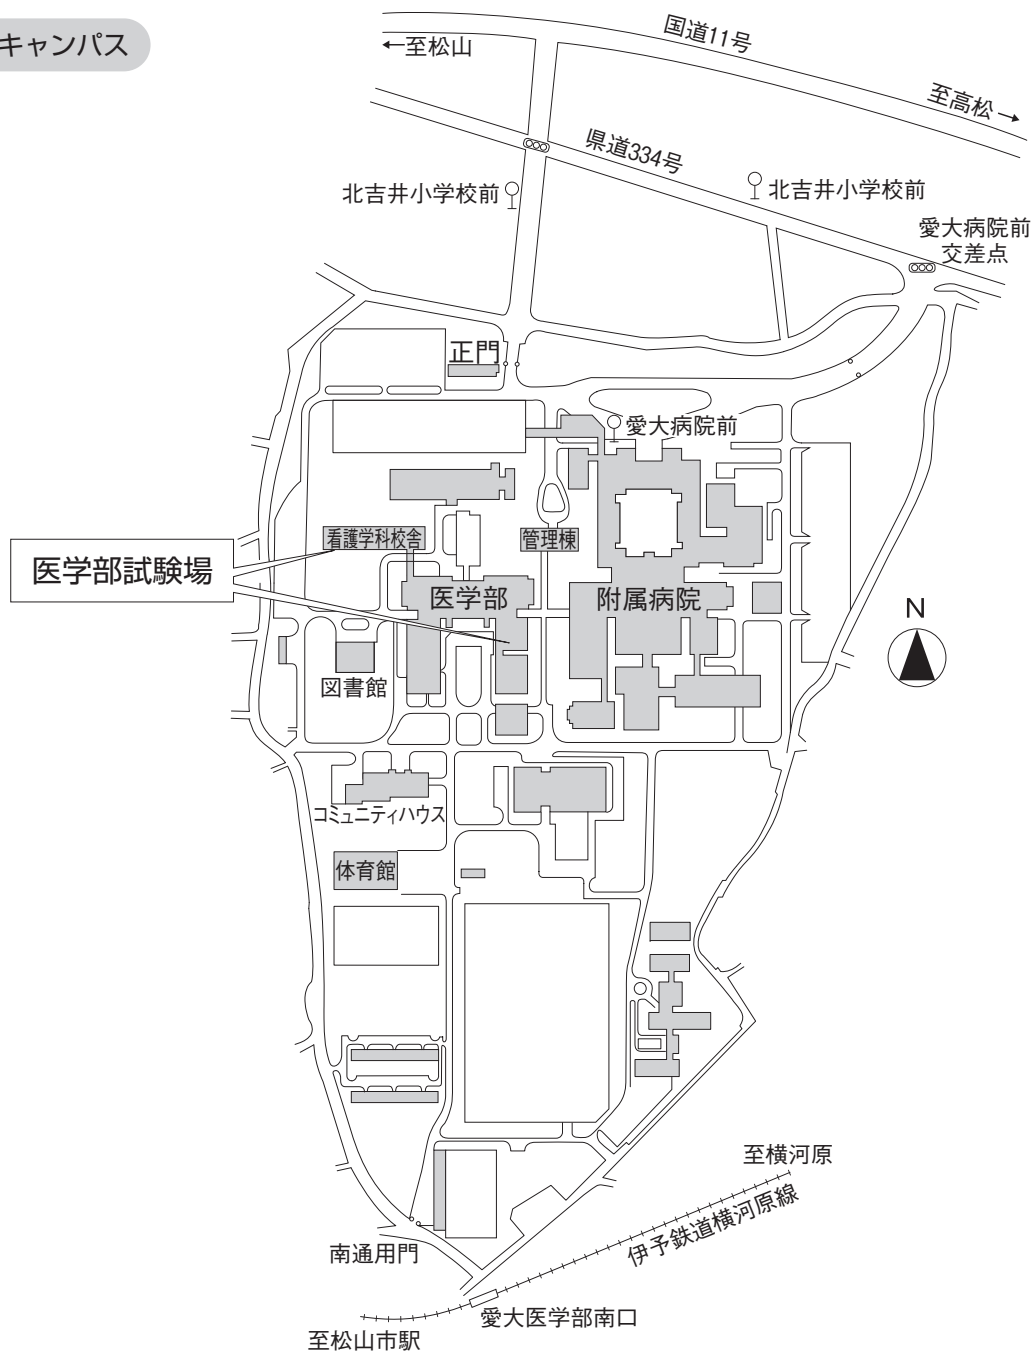 キャンパス
国道11号
←至松山
至高松→
県道334号
北吉井小学校前
北吉井小学校前
愛大病院前
交差点
正門
愛大病院前
看護学科校舎
管理棟
医学部試験場
医学部
附属病院
N
図書館
コミュニティハウス
体育館
至横河原
伊予鉄道横河原線
南通用門
愛大医学部南口
至松山市駅